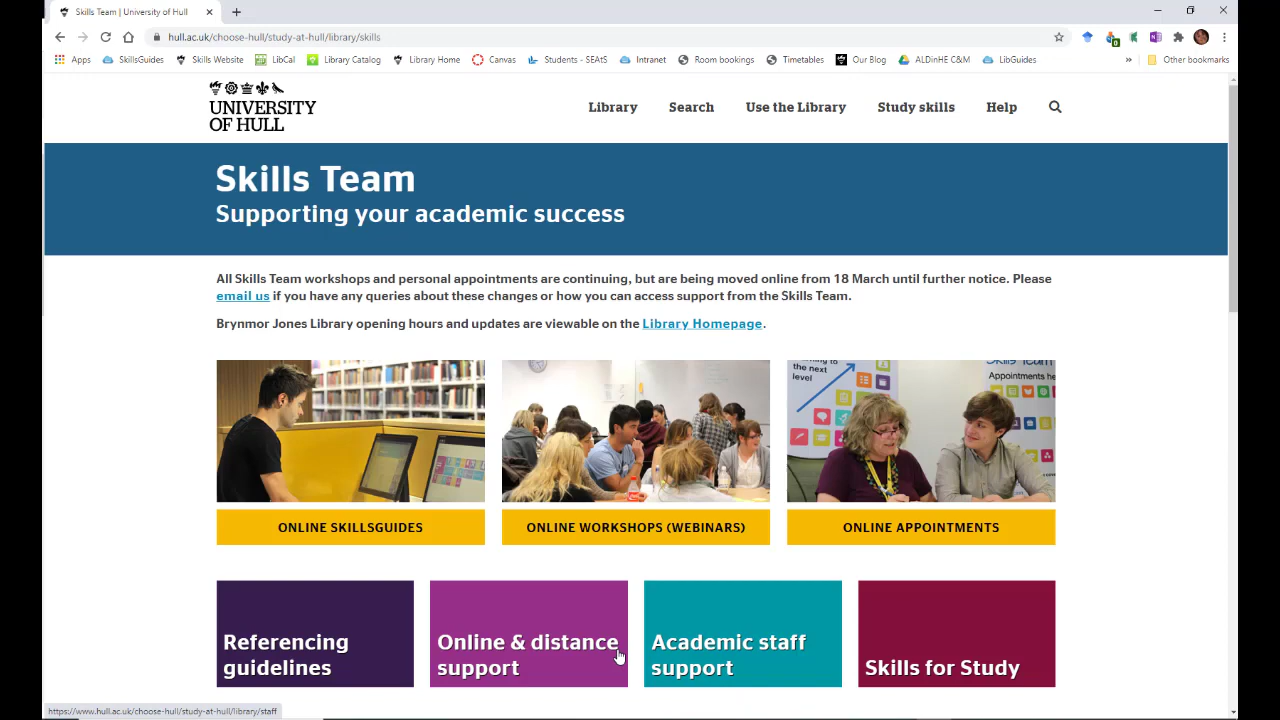 Skills Team | University of Hull
hull.ac.uk/choose-hull/study-at-hull/library/skills
0
Apps SkillsGuides Skills Website LibCal Library Catalog Library Home Canvas Students - SEAtS Intranet Room bookings Timetables Our Blog ALDinHE C&M LibGuides » Other bookmarks
UNIVERSITY
OF HULL
Library Search Use the Library Study skills Help
Skills Team
Supporting your academic success
All Skills Team workshops and personal appointments are continuing, but are being moved online from 18 March until further notice. Please
email us if you have any queries about these changes or how you can access support from the Skills Team.
Brynmor Jones Library opening hours and updates are viewable on the Library Homepage.
the next
level
Skills Team
Appointments
ONLINE SKILLSGUIDES
ONLINE WORKSHOPS (WEBINARS)
ONLINE APPOINTMENTS
Referencing
guidelines
Online & distance
support
Academic staff
support
Skills for Study
https://www.hull.ac.uk/choose-hull/study-at-hull/library/staff